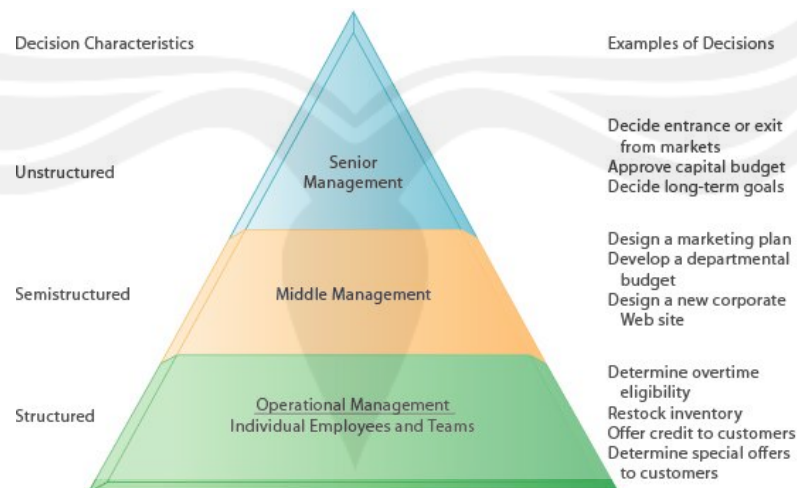 Decision Characteristics
Examples of Decisions
Unstructured
Senior
Management
Decide entrance or exit
from markets
Approve capital budget
Decide long-term goals
Semistructured
Middle Management
Design a marketing plan
Develop a departmental
budget
Design a new corporate
Web site
Structured
Operational Management
Individual Employees and Teams
Determine overtime
eligibility
Restock inventory
Offer credit to customers
Determine special offers
to customers